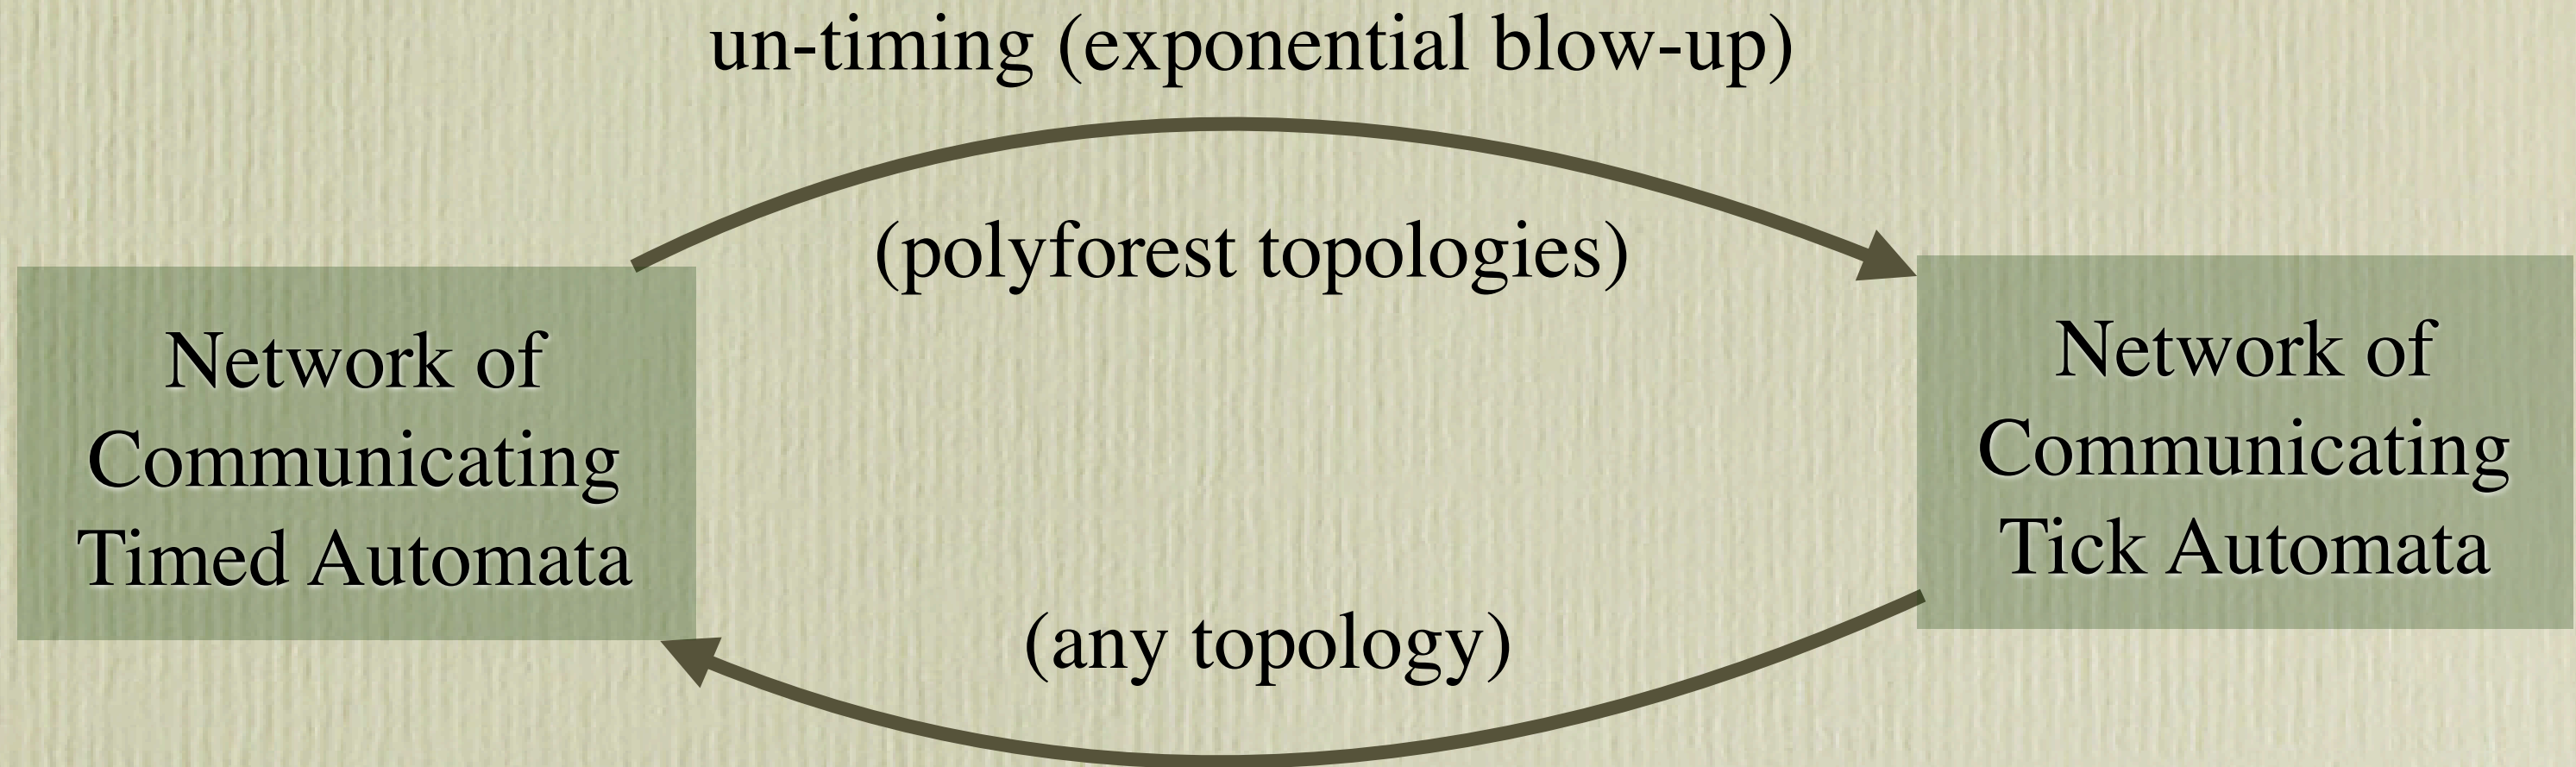 un-timing (exponential blow-up)
(polyforest topologies)
Network of
Communicating
Timed Automata
Network of
Communicating
Tick Automata
(any topology)